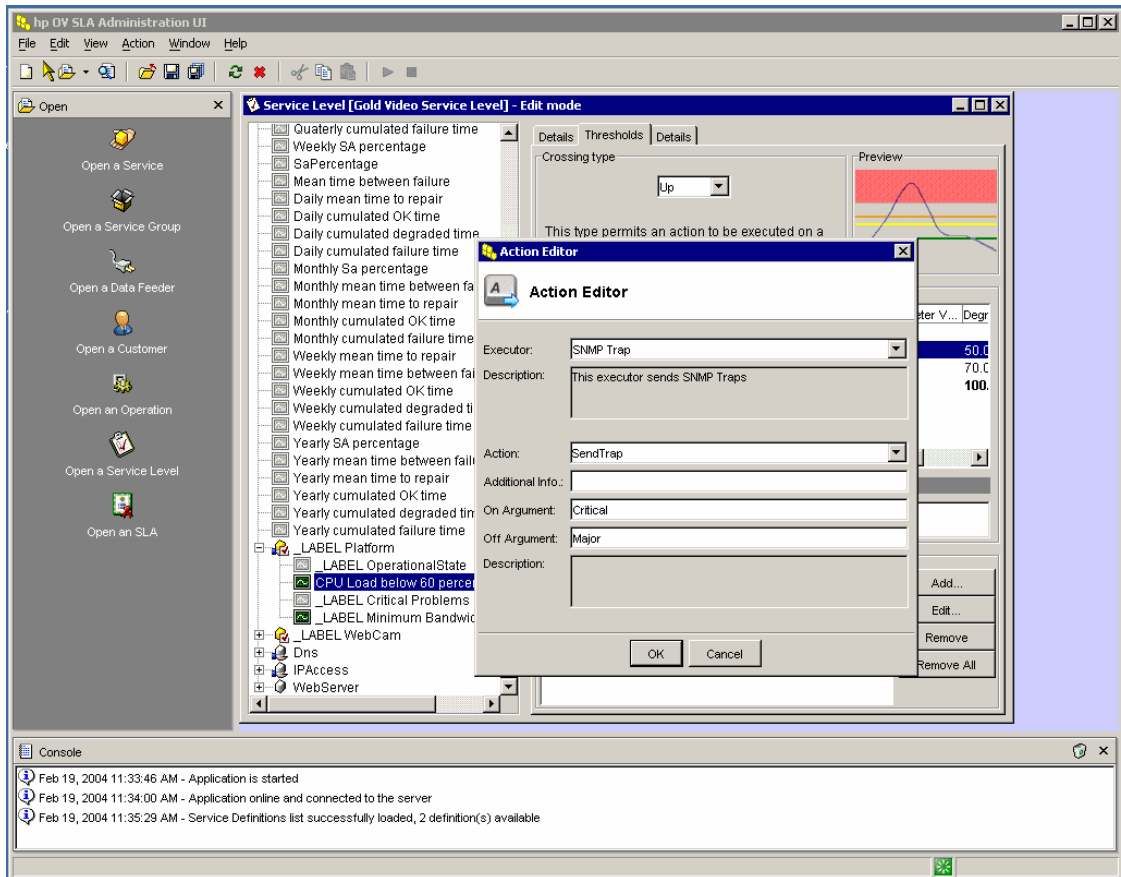 hp OV SLA Administration UI
File Edit View Action Window Help
Open
Open a Service
Open a Service Group
Open a Data Feeder
Open a Customer
Open an Operation
Open a Service Level
Open an SLA
Service Level [Gold Video Service Level] - Edit mode
Quaterly cumulated failure time
Weekly SA percentage
SaPercentage
Mean time between failure
Daily mean time to repair
Daily cumulated OK time
Daily cumulated degraded time
Daily cumulated failure time
Monthly Sa percentage
Monthly mean time between fa
Monthly mean time to repair
Monthly cumulated OK time
Monthly cumulated failure time
Weekly mean time to repair
Weekly mean time between fai
Weekly cumulated OK time
Weekly cumulated degraded ti
Weekly cumulated failure time
Yearly SA percentage
Yearly mean time between fail
Yearly mean time to repair
Yearly cumulated OK time
Yearly cumulated degraded tim
Yearly cumulated failure time
_LABEL Platform
_LABEL OperationalState
CPU Load below 60 percen
_LABEL Critical Problems
_LABEL Minimum Bandwid
_LABEL WebCam
Dns
IPAccess
WebServer
Details Thresholds Details
Crossing type
Up
This type permits an action to be executed on a
Preview
eter V... Degr
50.0
70.0
100.
Add...
Edit...
Remove
Remove All
Action Editor
A Action Editor
Executor: SNMP Trap
Description: This executor sends SNMP Traps
Action: SendTrap
Additional Info.:
On Argument: Critical
Off Argument: Major
Description:
OK Cancel
Console
Feb 19, 2004 11:33:46 AM - Application is started
Feb 19, 2004 11:34:00 AM - Application online and connected to the server
Feb 19, 2004 11:35:29 AM - Service Definitions list successfully loaded, 2 definition(s) available